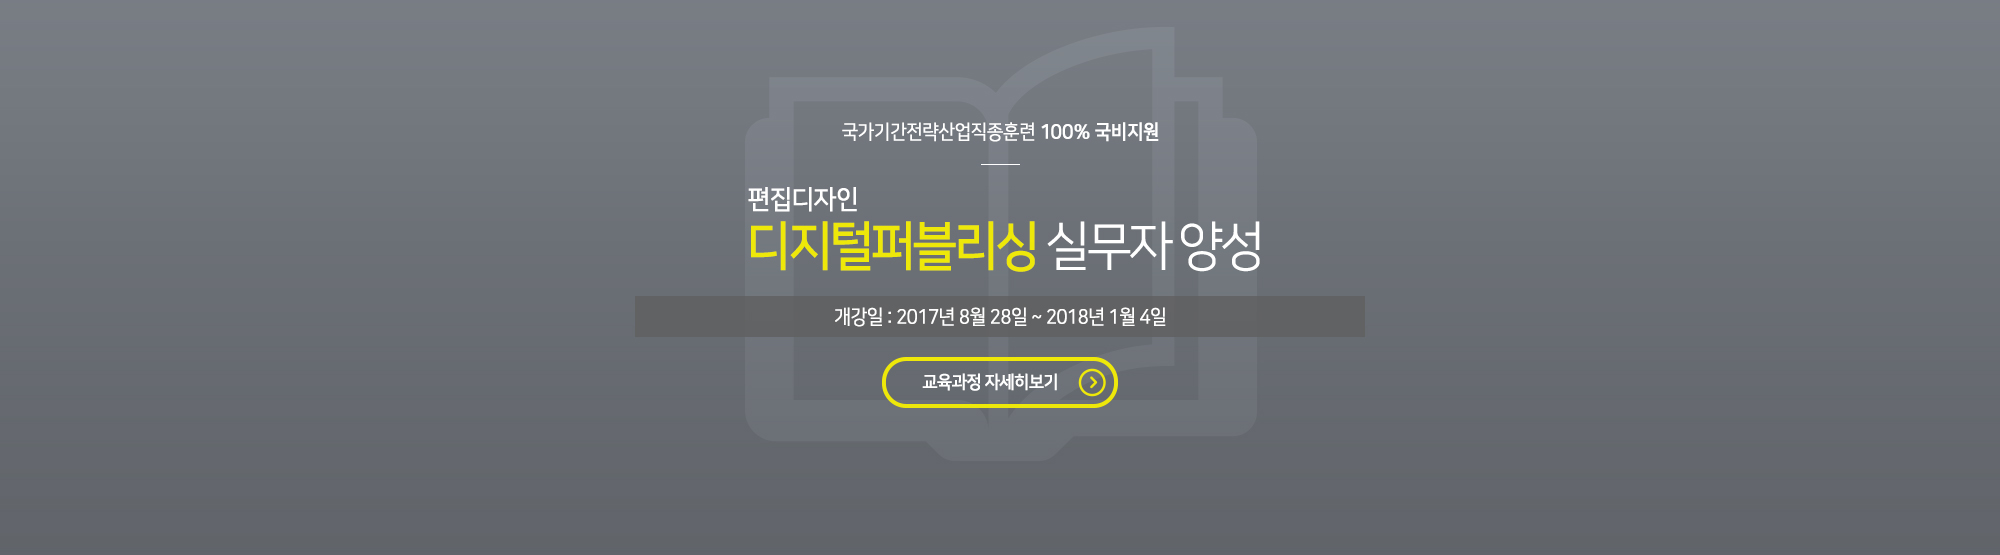 국가기간전략산업직종훈련 100% 국비지원
편집디자인
디지털퍼블리싱 실무자 양성
개강일 : 2017년 8월 28일 ~ 2018년 1월 4일
교육과정 자세히보기